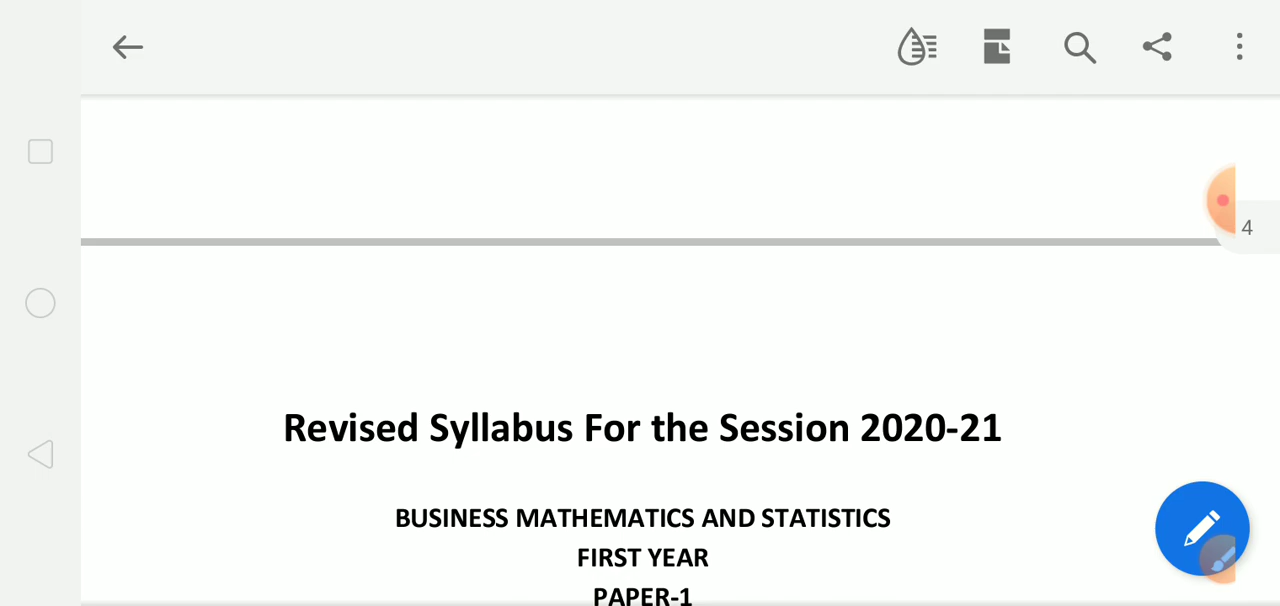 4
Revised Syllabus For the Session 2020-21
BUSINESS MATHEMATICS AND STATISTICS
FIRST YEAR
PAPER-1